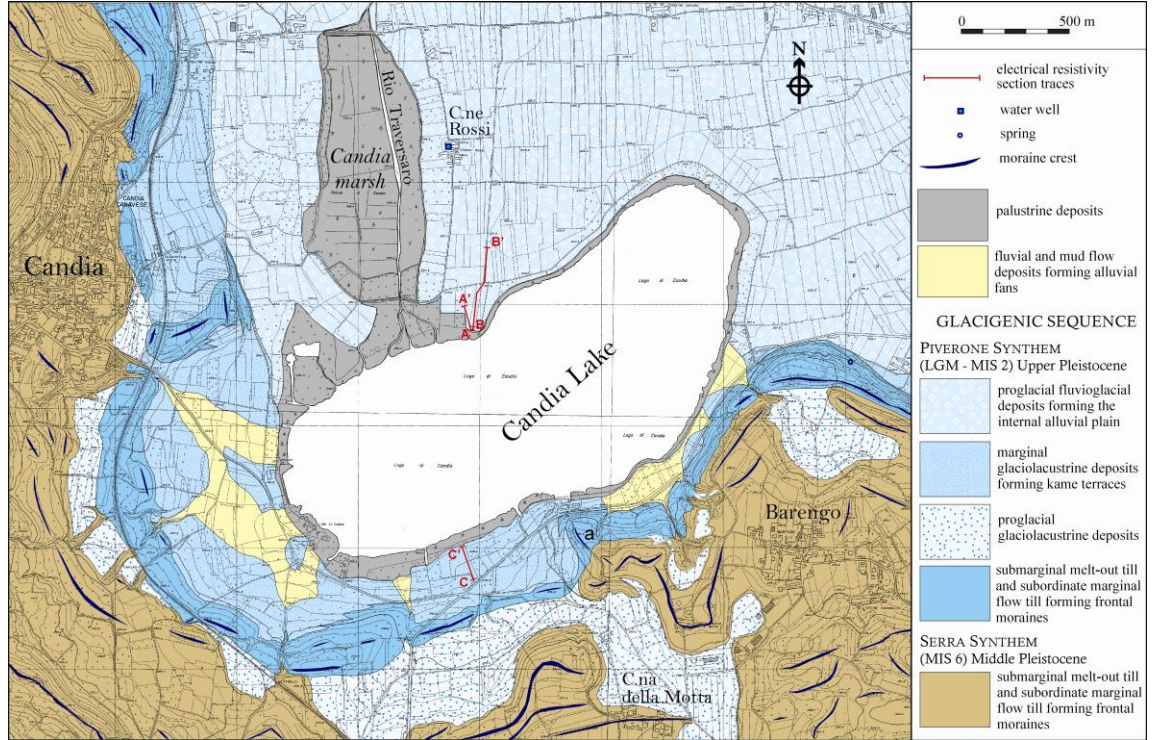 Rio Traversaro
C.ne
Rossi
Candia
marsh
CANDIA
CANAVESE
Candia
B'
A'
A
B
Lago di Candia
Lago di Candia
Candia Lake
Lago di Candia
Lago di Candia
a
Barengo
C'
C
C.na
della Motta
0 500 m
N
electrical resistivity
section traces
water well
spring
moraine crest
palustrine deposits
fluvial and mud flow
deposits forming alluvial
fans
GLACIGENIC SEQUENCE
PIVERONE SYNTHEM
(LGM - MIS 2) Upper Pleistocene
proglacial fluvioglacial
deposits forming the
internal alluvial plain
marginal
glaciolacustrine deposits
forming kame terraces
proglacial
glaciolacustrine deposits
submarginal melt-out till
and subordinate marginal
flow till forming frontal
moraines
SERRA SYNTHEM
(MIS 6) Middle Pleistocene
submarginal melt-out till
and subordinate marginal
flow till forming frontal
moraines